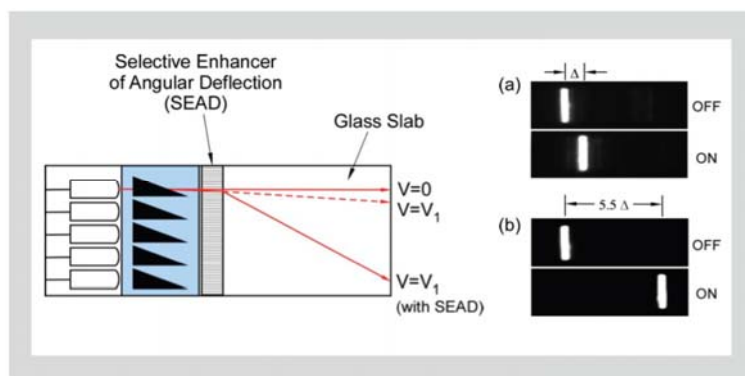 Selective Enhancer
of Angular Deflection
(SEAD)
Glass Slab
V=0
V=V₁
V=V₁
(with SEAD)
(a)
Δ
OFF
ON
(b)
5.5 Δ
OFF
ON